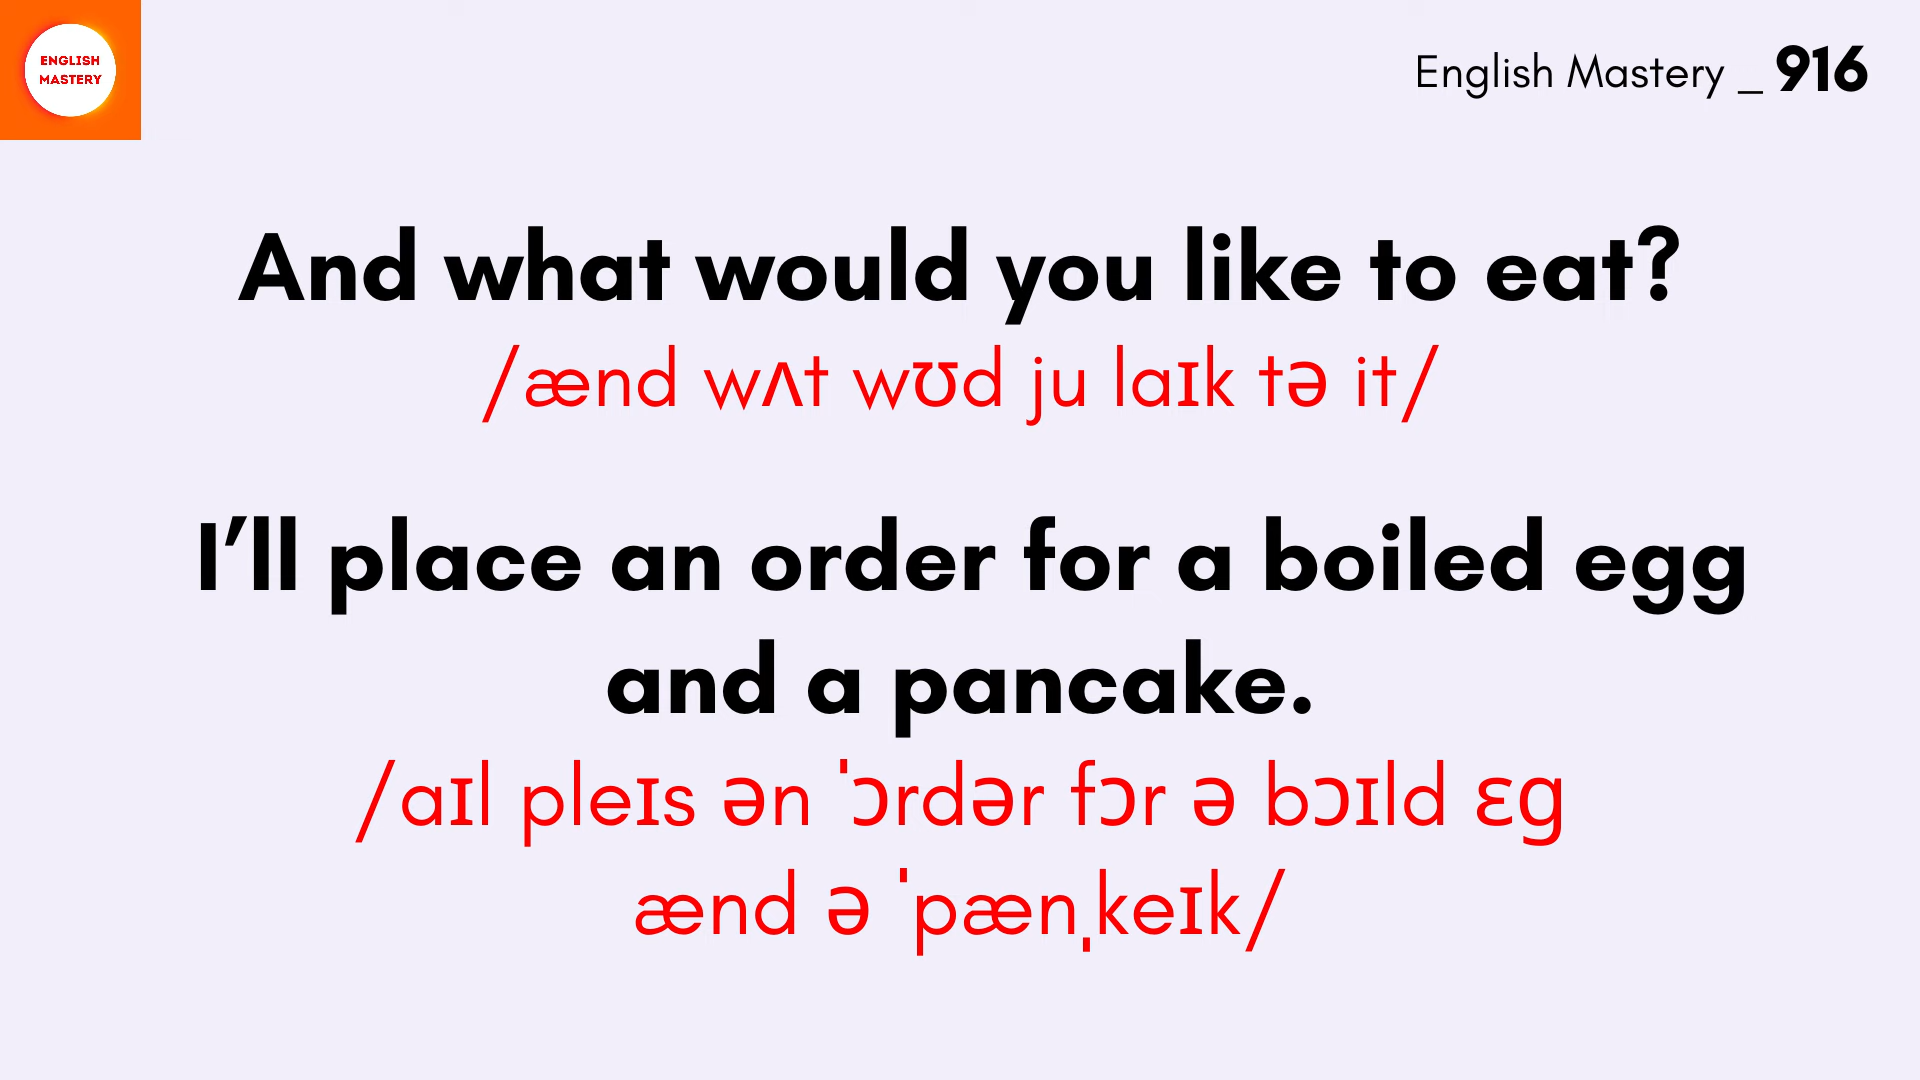 ENGLISH
MASTERY
English Mastery _ 916
And what would you like to eat?
/ænd wʌt wʊd ju laɪk tə it/
I’ll place an order for a boiled egg
and a pancake.
/aɪl pleɪs ən ˈɔrdər fɔr ə bɔɪld ɛg
ænd ə ˈpænˌkeɪk/